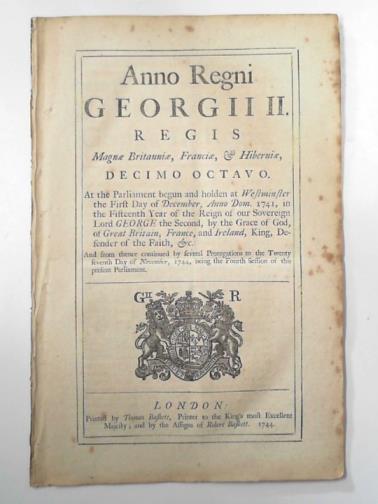 Anno Regni
GEORGII II.
REGIS
Magnæ Britanniæ, Franciæ, & Hiberniæ,
DECIMO OCTAVO.
At the Parliament begun and holden at Westminster
the First Day of December, Anno Dom. 1741, in
the Fifteenth Year of the Reign of our Sovereign
Lord GEORGE the Second, by the Grace of God,
of Great Britain, France, and Ireland, King, De-
fender of the Faith, &c.
And from thence continued by several Prorogations to the Twenty
seventh Day of November, 1744, being the Fourth Session of this
present Parliament.
G II R
LONDON:
Printed by Thomas Baskett, Printer to the King's most Excellent
Majesty; and by the Assigns of Robert Baskett. 1744.